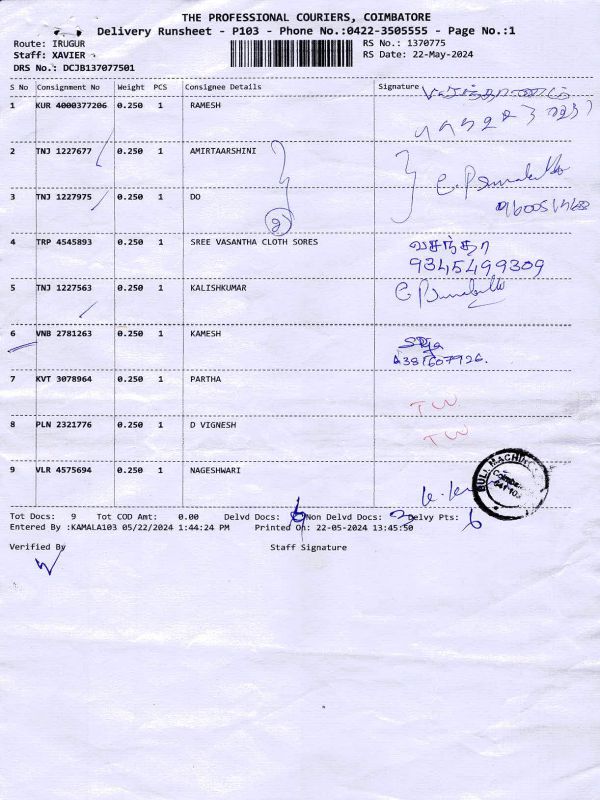 THE PROFESSIONAL COURIERS, COIMBATORE
Delivery Runsheet - P103 - Phone No.:0422-3505555 - Page No.:1
Route: IRUGUR RS No.: 1370775
Staff: XAVIER RS Date: 22-May-2024
DRS No.: DCJB137077501
S No Consignment No Weight PCS Consignee Details Signature
1 KUR 4000377206 0.250 1 RAMESH
2 TNJ 1227677 0.250 1 AMIRTAARSHINI
3 TNJ 1227975 0.250 1 DO
2
4 TRP 4545893 0.250 1 SREE VASANTHA CLOTH SORES வசந்தா
9345499309
5 TNJ 1227563 0.250 1 KALISHKUMAR
6 VNB 2781263 0.250 1 KAMESH
7 KVT 3078964 0.250 1 PARTHA TW
8 PLN 2321776 0.250 1 D VIGNESH TW
9 VLR 4575694 0.250 1 NAGESHWARI
Tot Docs: 9 Tot COD Amt: 0.00 Delvd Docs: 6 Non Delvd Docs: Delvy Pts: 6
Entered By :KAMALA103 05/22/2024 1:44:24 PM Printed On: 22-05-2024 13:45:50
Verified By Staff Signature